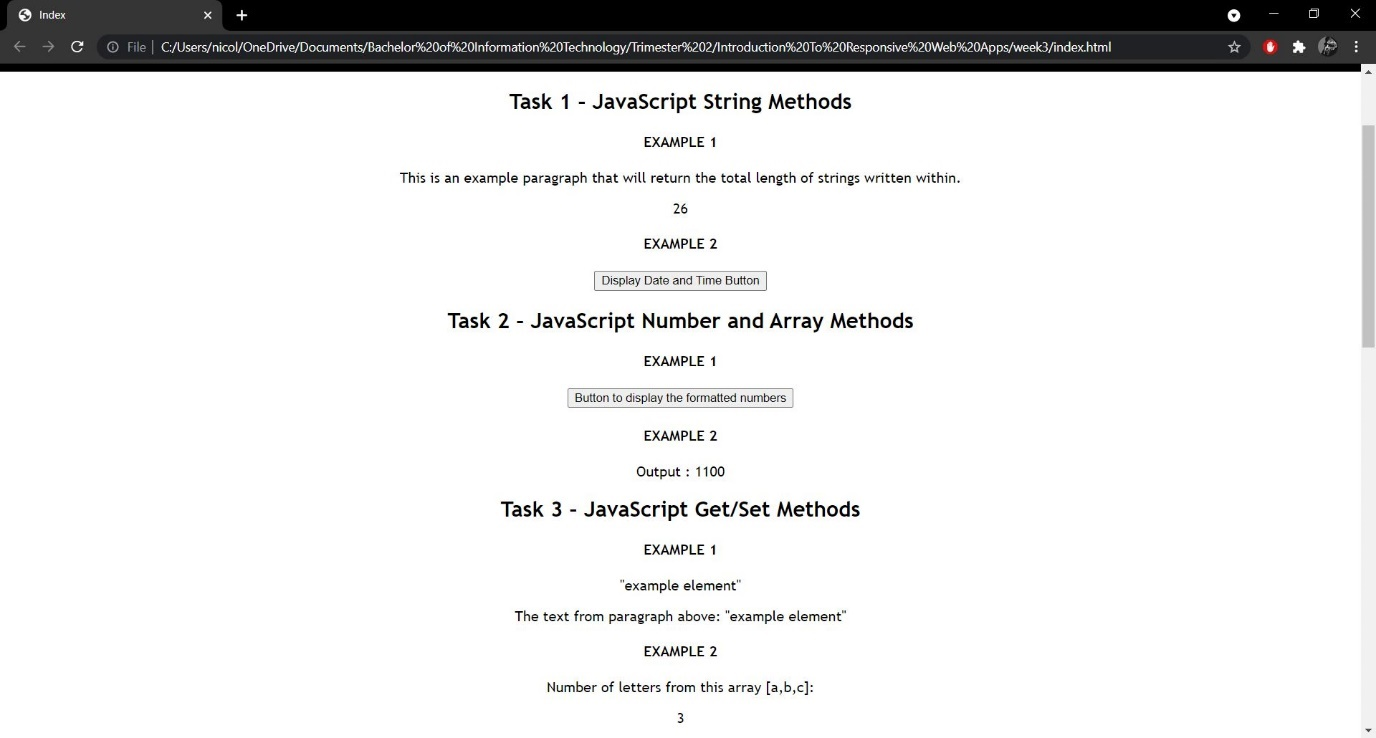 Index
File
C:/Users/nicol/OneDrive/Documents/Bachelor%20of%20Information%20Technology/Trimester%202/Introduction%20To%20Responsive%20Web%20Apps/week3/index.html
Task 1 - JavaScript String Methods
EXAMPLE 1
This is an example paragraph that will return the total length of strings written within.
26
EXAMPLE 2
Display Date and Time Button
Task 2 - JavaScript Number and Array Methods
EXAMPLE 1
Button to display the formatted numbers
EXAMPLE 2
Output : 1100
Task 3 - JavaScript Get/Set Methods
EXAMPLE 1
"example element"
The text from paragraph above: "example element"
EXAMPLE 2
Number of letters from this array [a,b,c]:
3